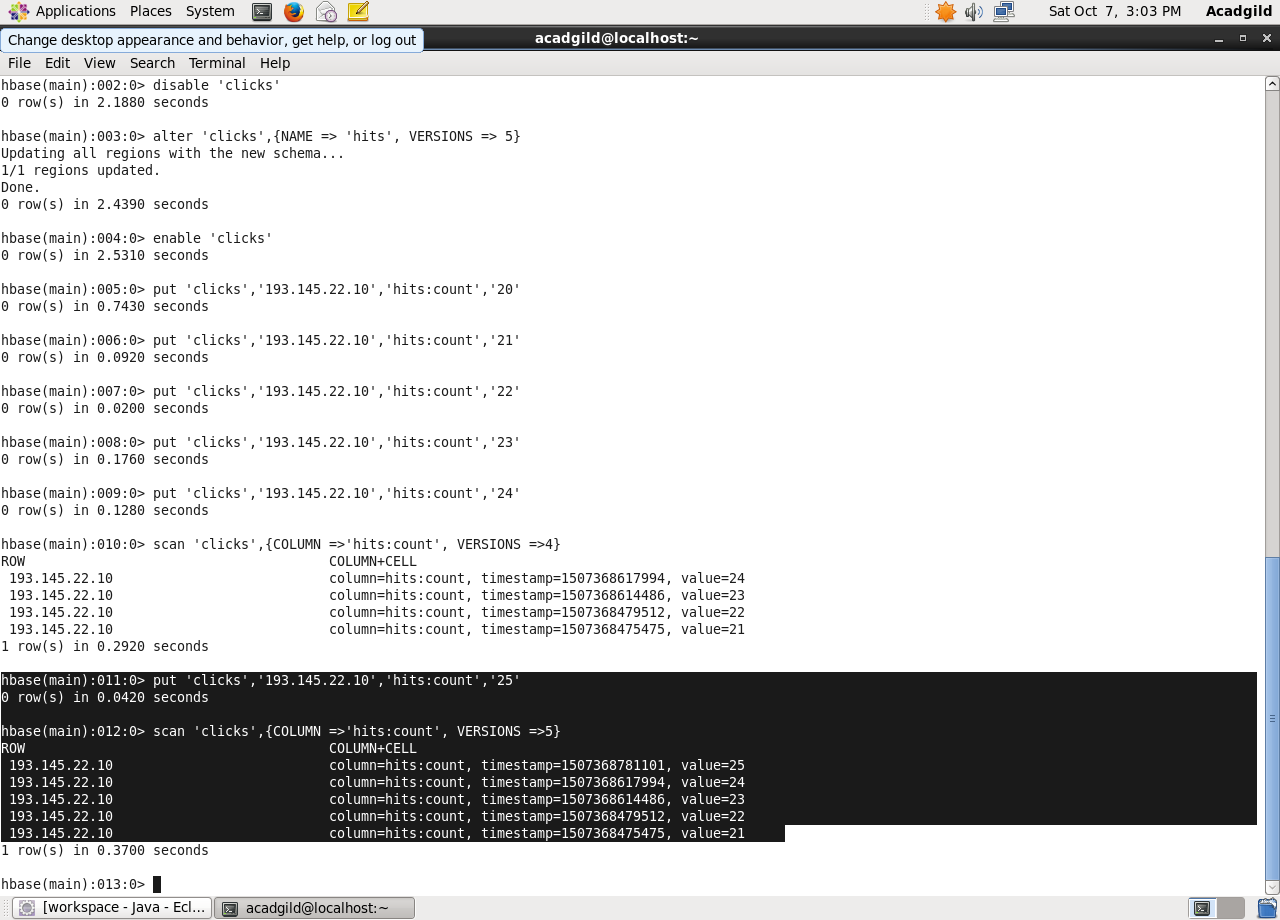 Applications Places System Sat Oct 7, 3:03 PM Acadgild
Change desktop appearance and behavior, get help, or log out acadgild@localhost:~
File Edit View Search Terminal Help
hbase(main):002:0> disable 'clicks'
0 row(s) in 2.1880 seconds
hbase(main):003:0> alter 'clicks',{NAME => 'hits', VERSIONS => 5}
Updating all regions with the new schema...
1/1 regions updated.
Done.
0 row(s) in 2.4390 seconds
hbase(main):004:0> enable 'clicks'
0 row(s) in 2.5310 seconds
hbase(main):005:0> put 'clicks','193.145.22.10','hits:count','20'
0 row(s) in 0.7430 seconds
hbase(main):006:0> put 'clicks','193.145.22.10','hits:count','21'
0 row(s) in 0.0920 seconds
hbase(main):007:0> put 'clicks','193.145.22.10','hits:count','22'
0 row(s) in 0.0200 seconds
hbase(main):008:0> put 'clicks','193.145.22.10','hits:count','23'
0 row(s) in 0.1760 seconds
hbase(main):009:0> put 'clicks','193.145.22.10','hits:count','24'
0 row(s) in 0.1280 seconds
hbase(main):010:0> scan 'clicks',{COLUMN =>'hits:count', VERSIONS =>4}
ROW COLUMN+CELL
193.145.22.10 column=hits:count, timestamp=1507368617994, value=24
193.145.22.10 column=hits:count, timestamp=1507368614486, value=23
193.145.22.10 column=hits:count, timestamp=1507368479512, value=22
193.145.22.10 column=hits:count, timestamp=1507368475475, value=21
1 row(s) in 0.2920 seconds
hbase(main):011:0> put 'clicks','193.145.22.10','hits:count','25'
0 row(s) in 0.0420 seconds
hbase(main):012:0> scan 'clicks',{COLUMN =>'hits:count', VERSIONS =>5}
ROW COLUMN+CELL
193.145.22.10 column=hits:count, timestamp=1507368781101, value=25
193.145.22.10 column=hits:count, timestamp=1507368617994, value=24
193.145.22.10 column=hits:count, timestamp=1507368614486, value=23
193.145.22.10 column=hits:count, timestamp=1507368479512, value=22
193.145.22.10 column=hits:count, timestamp=1507368475475, value=21
1 row(s) in 0.3700 seconds
hbase(main):013:0>
[workspace - Java - Ecl... acadgild@localhost:~